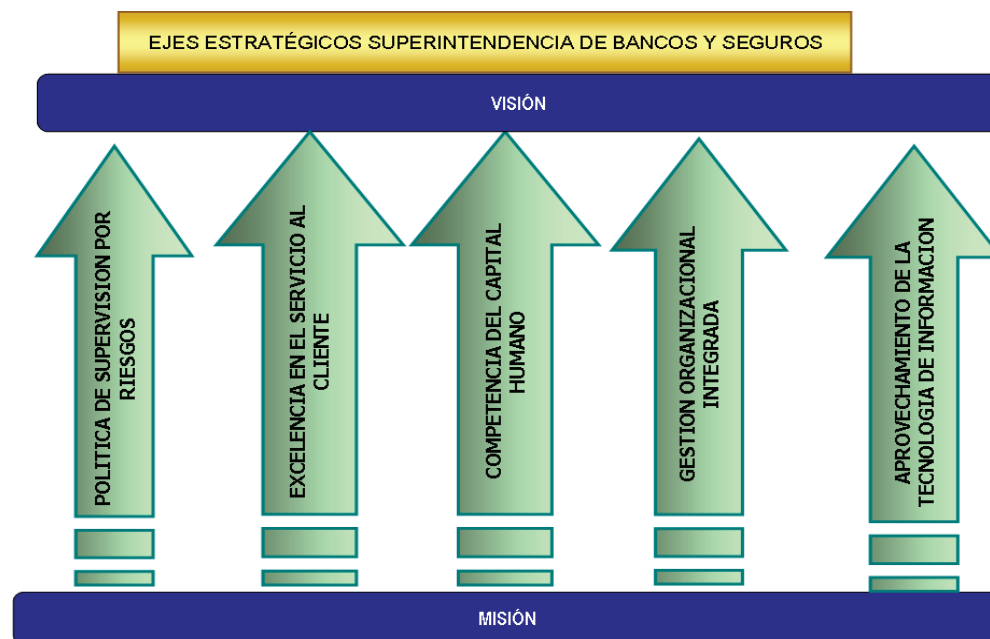 EJES ESTRATÉGICOS SUPERINTENDENCIA DE BANCOS Y SEGUROS
VISIÓN
POLITICA DE SUPERVISION POR
RIESGOS
EXCELENCIA EN EL SERVICIO AL
CLIENTE
COMPETENCIA DEL CAPITAL
HUMANO
GESTION ORGANIZACIONAL
INTEGRADA
APROVECHAMIENTO DE LA
TECNOLOGIA DE INFORMACION
MISIÓN